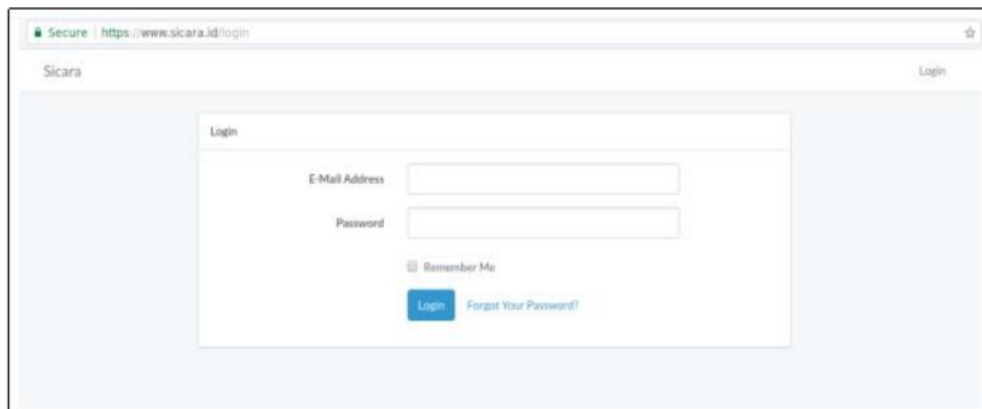 Secure https://www.sicara.id/login
Sicara Login
Login
E-Mail Address
Password
Remember Me
Login Forgot Your Password?